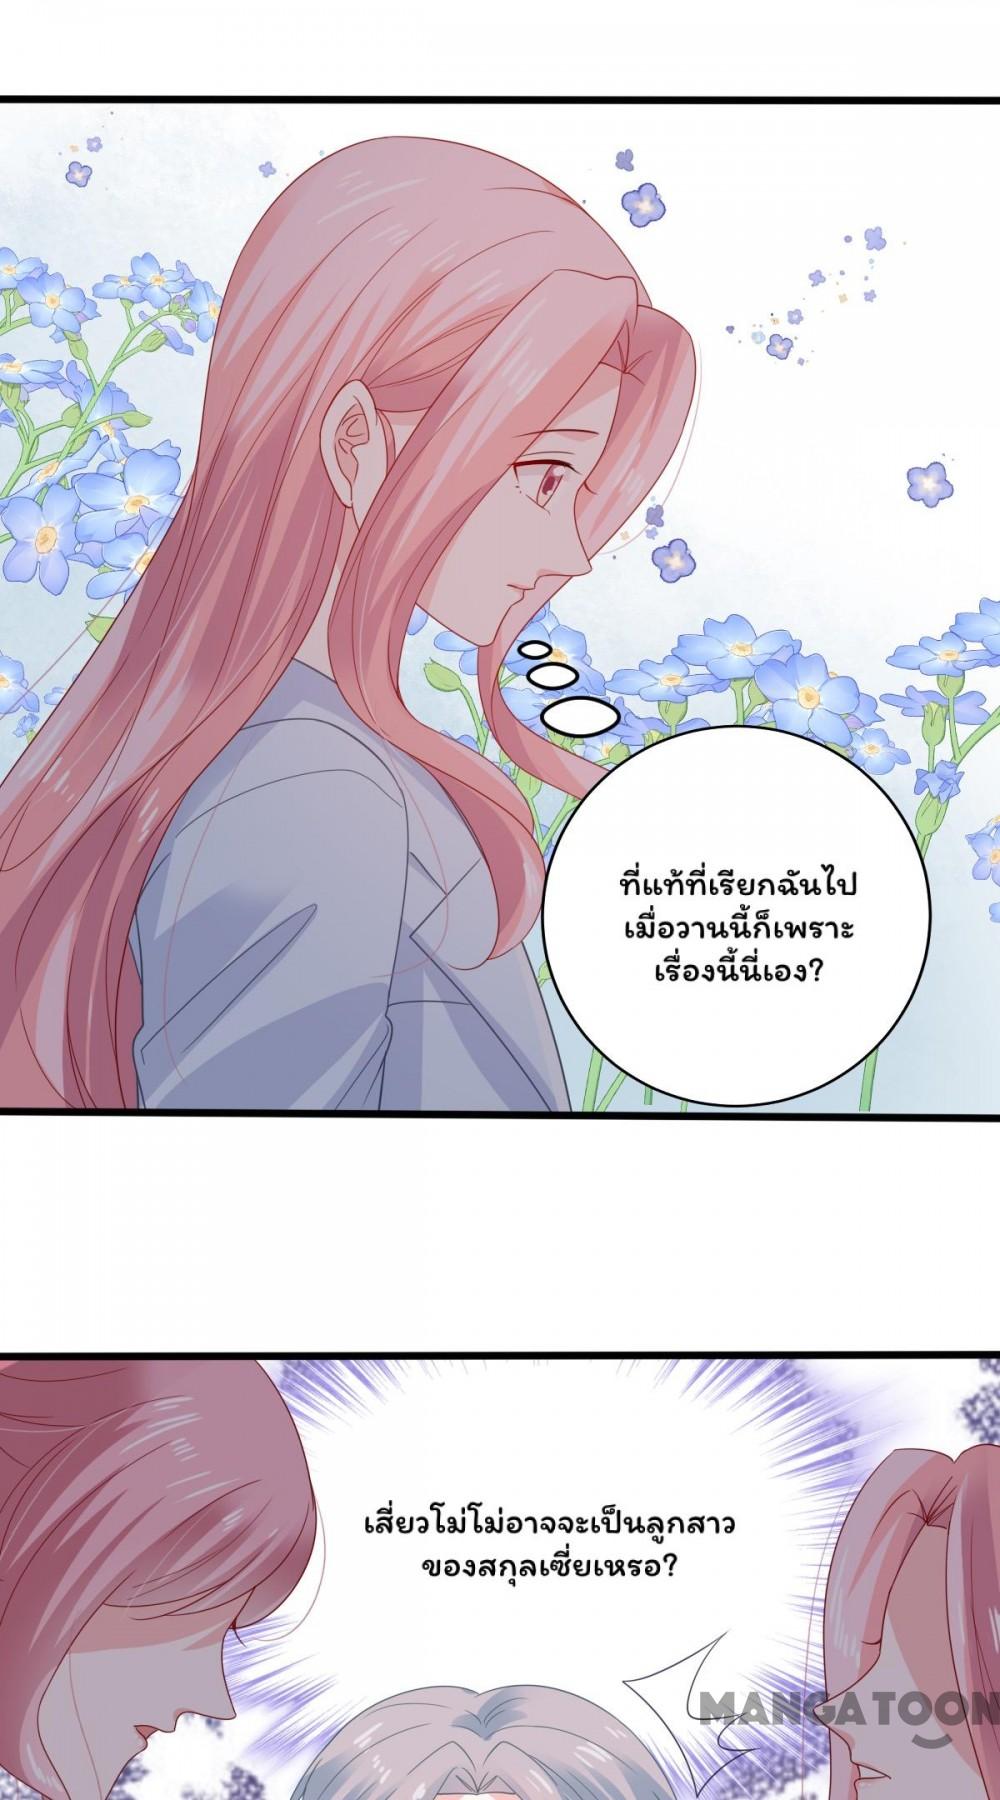 ที่แท้ที่เรียกฉันไป
เมื่อวานนี้ก็เพราะ
เรื่องนี้นี่เอง?
เสี่ยวโม่โม่อาจจะเป็นลูกสาว
ของสกุลเซี่ยเหรอ?
MANGATOON